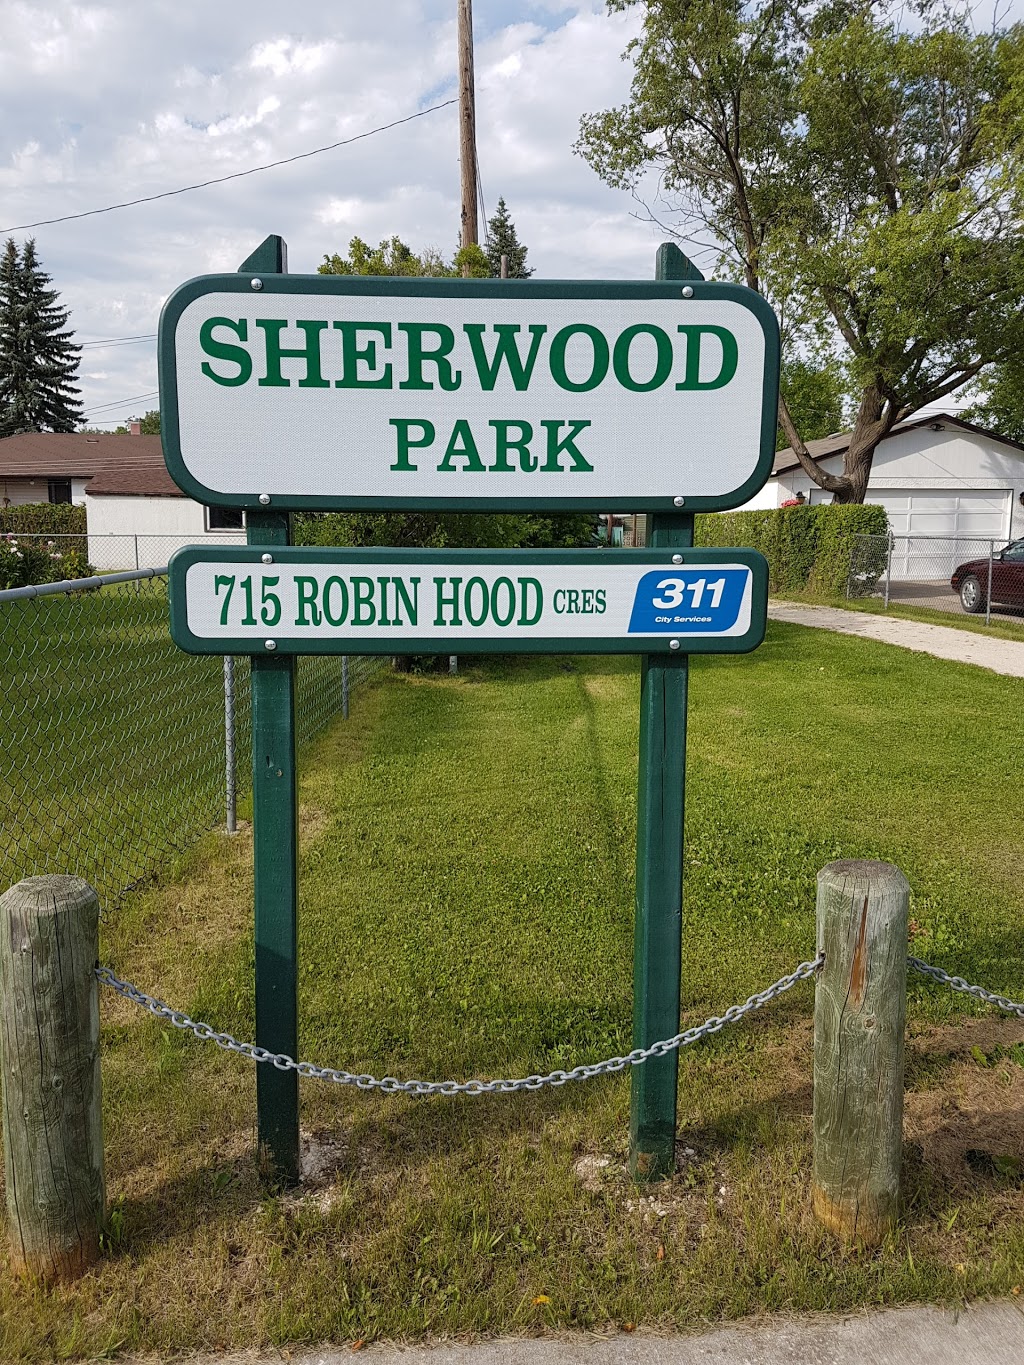 SHERWOOD
PARK
715 ROBIN HOOD CRES
311
City Services